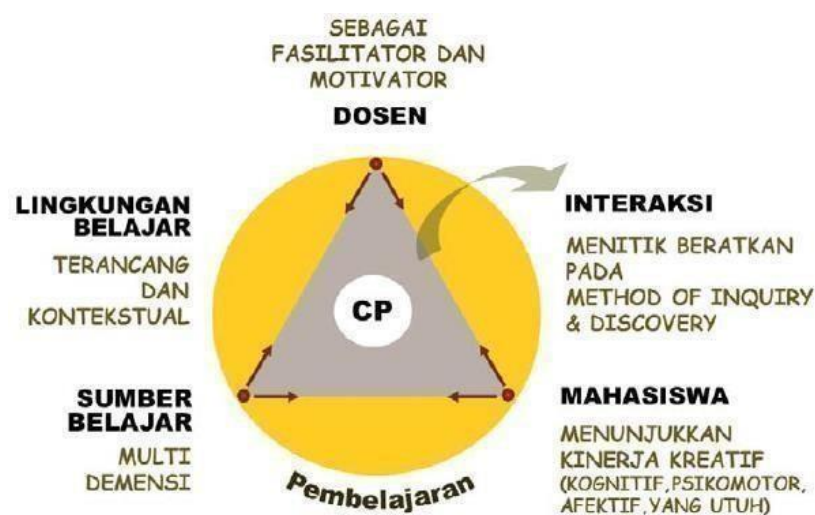 SEBAGAI
FASILITATOR DAN
MOTIVATOR
DOSEN
LINGKUNGAN
BELAJAR
TERANCANG
DAN
KONTEKSTUAL
INTERAKSI
MENITIK BERATKAN
PADA
METHOD OF INQUIRY
& DISCOVERY
CP
SUMBER
BELAJAR
MULTI
DEMENSI
MAHASISWA
MENUNJUKKAN
KINERJA KREATIF
(KOGNITIF,PSIKOMOTOR,
AFEKTIF,YANG UTUH)
Pembelajaran